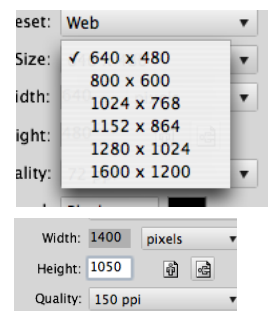 eset: Web
Size: ✓ 640 x 480
800 x 600
idth:
1024 x 768
ight:
1152 x 864
1280 x 1024
ality:
1600 x 1200
Width: 1400 pixels
Height: 1050
Quality: 150 ppi